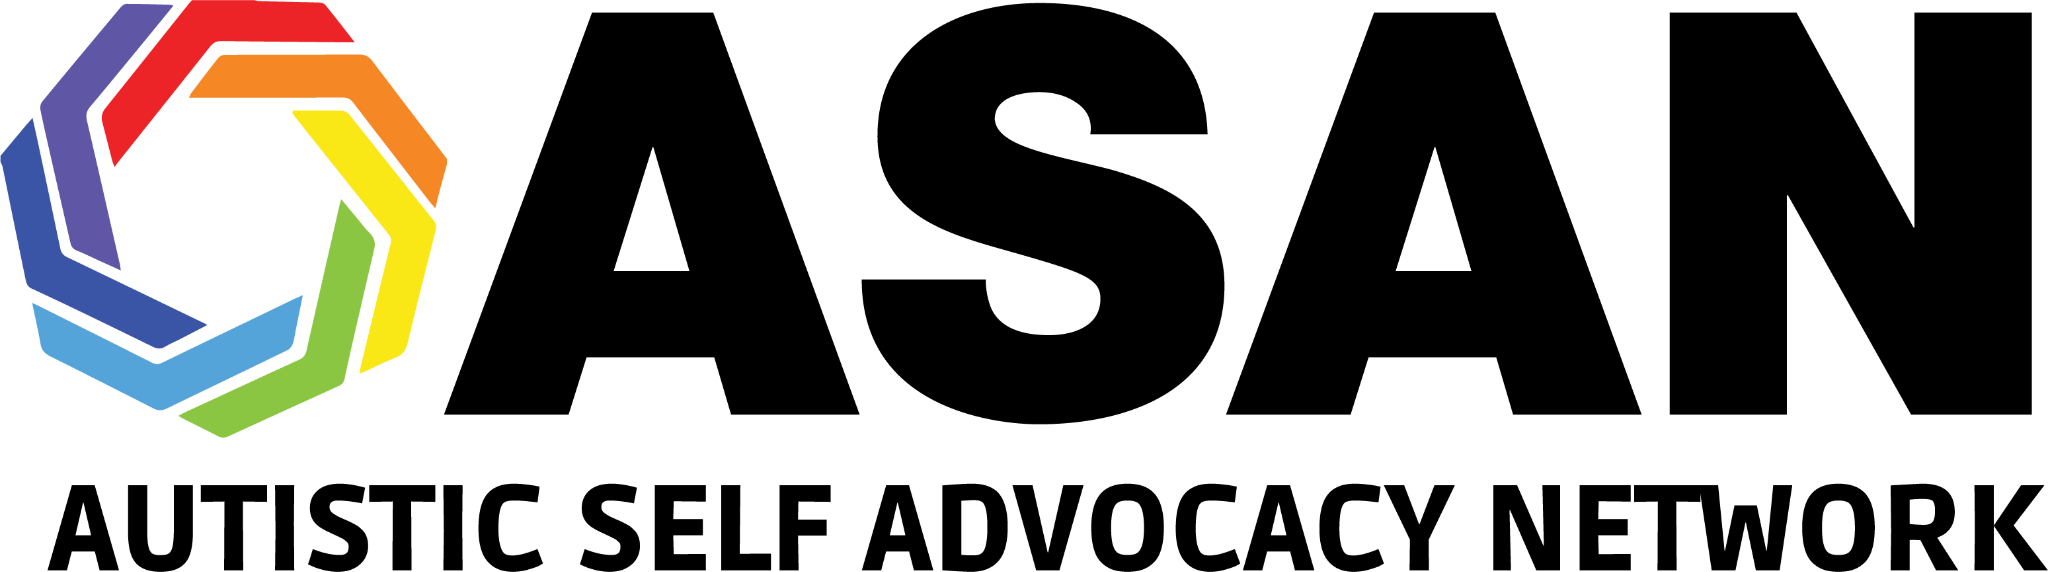 ASAN
AUTISTIC SELF ADVOCACY NETWORK